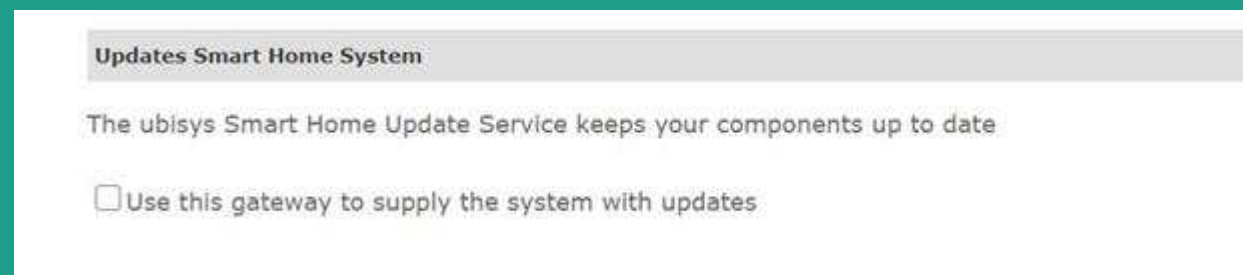 Updates Smart Home System
The ubisys Smart Home Update Service keeps your components up to date
Use this gateway to supply the system with updates